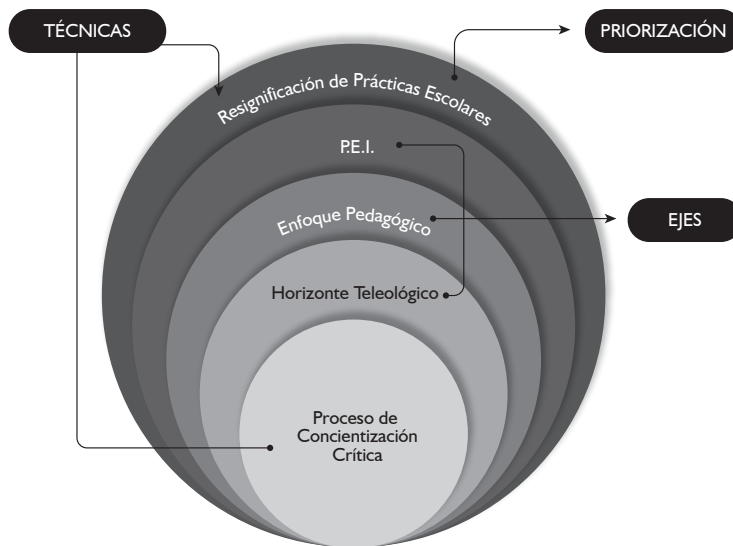 TÉCNICAS
PRIORIZACIÓN
Resignificación de Prácticas Escolares
P.E.I.
Enfoque Pedagógico
EJES
Horizonte Teleológico
Proceso de
Concientización
Crítica